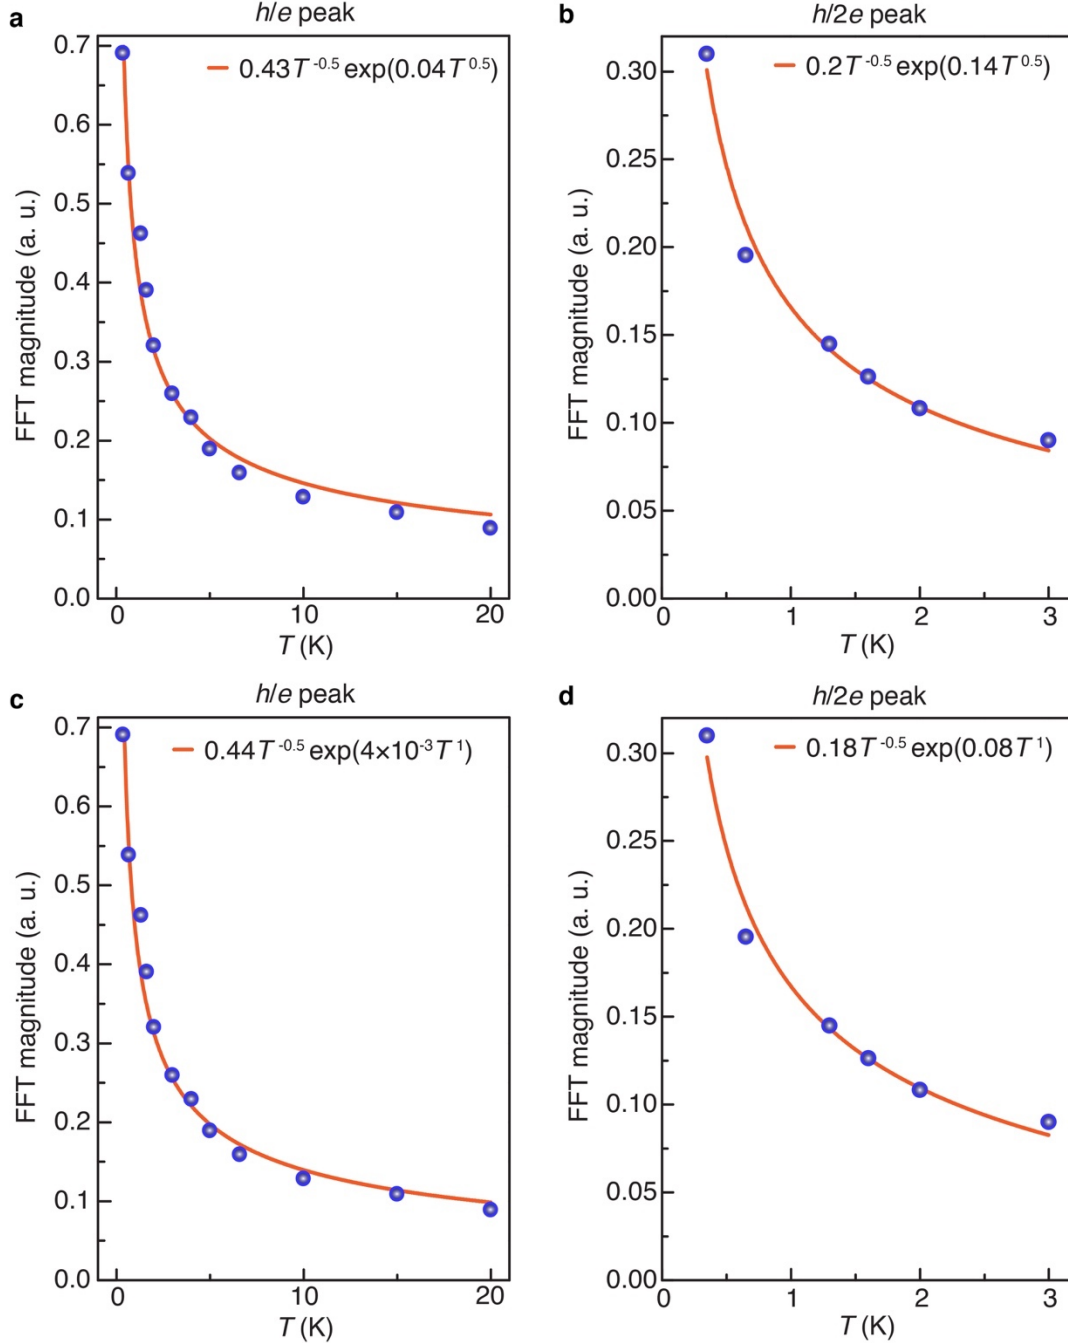 a
h/e peak
0.43T^-0.5 exp(0.04T^0.5)
0.7
0.6
0.5
0.4
0.3
0.2
0.1
0.0
FFT magnitude (a. u.)
0 10 20
T (K)
b
h/2e peak
0.2T^-0.5 exp(0.14T^0.5)
0.30
0.25
0.20
0.15
0.10
0.05
0.00
FFT magnitude (a. u.)
0 1 2 3
T (K)
c
h/e peak
0.44T^-0.5 exp(4×10^-3 T^1)
0.7
0.6
0.5
0.4
0.3
0.2
0.1
0.0
FFT magnitude (a. u.)
0 10 20
T (K)
d
h/2e peak
0.18T^-0.5 exp(0.08T^1)
0.30
0.25
0.20
0.15
0.10
0.05
0.00
FFT magnitude (a. u.)
0 1 2 3
T (K)